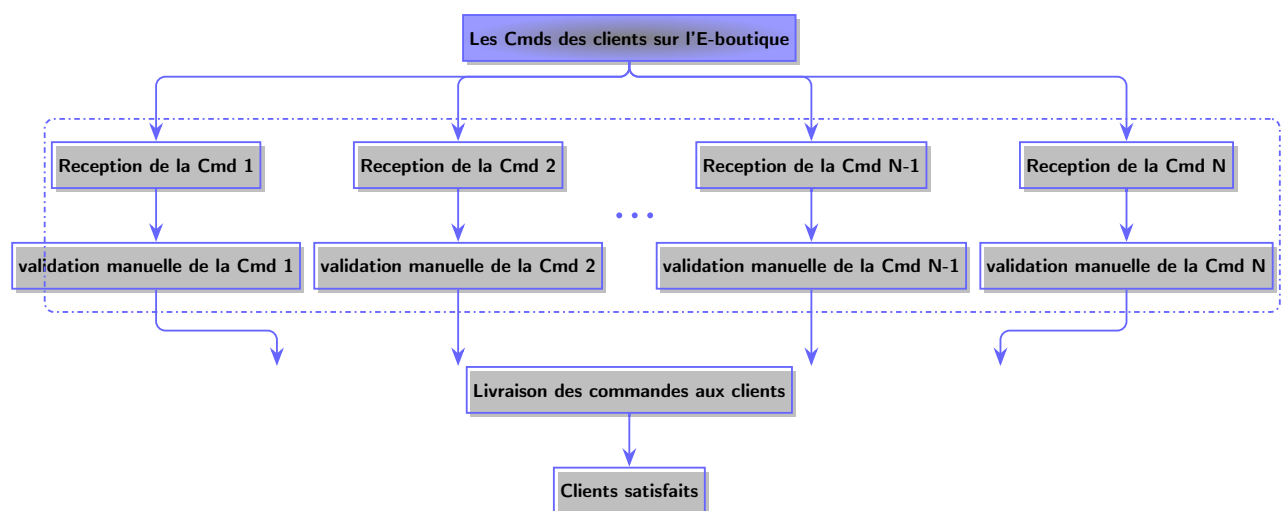 Les Cmds des clients sur l'E-boutique
Reception de la Cmd 1
Reception de la Cmd 2
Reception de la Cmd N-1
Reception de la Cmd N
...
validation manuelle de la Cmd 1
validation manuelle de la Cmd 2
validation manuelle de la Cmd N-1
validation manuelle de la Cmd N
Livraison des commandes aux clients
Clients satisfaits